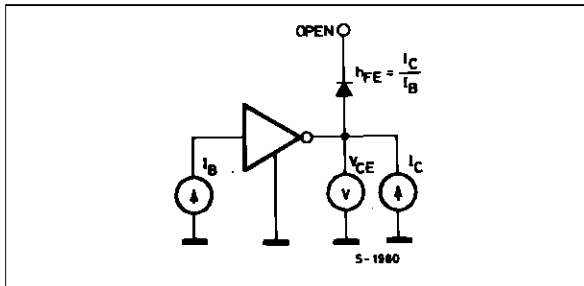 OPEN
hFE = IC
IB
IB
VCE
IC
V
S-1980